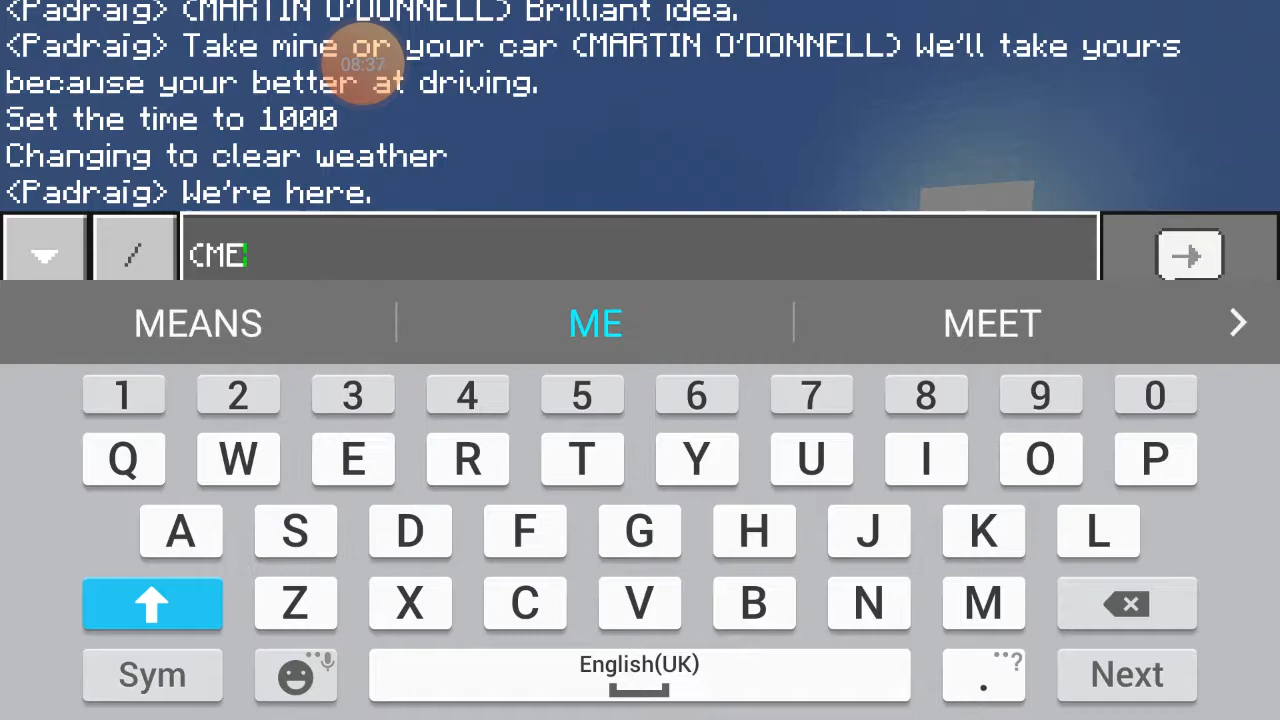 <Padraig> (MARTIN O'DONNELL) Brilliant idea.
<Padraig> Take mine or your car (MARTIN O'DONNELL) We'll take yours
because your better at driving.
Set the time to 1000
Changing to clear weather
<Padraig> We're here.
08:37
/ (ME
MEANS ME MEET
1 2 3 4 5 6 7 8 9 0
Q W E R T Y U I O P
A S D F G H J K L
Z X C V B N M
Sym English(UK) . ? Next